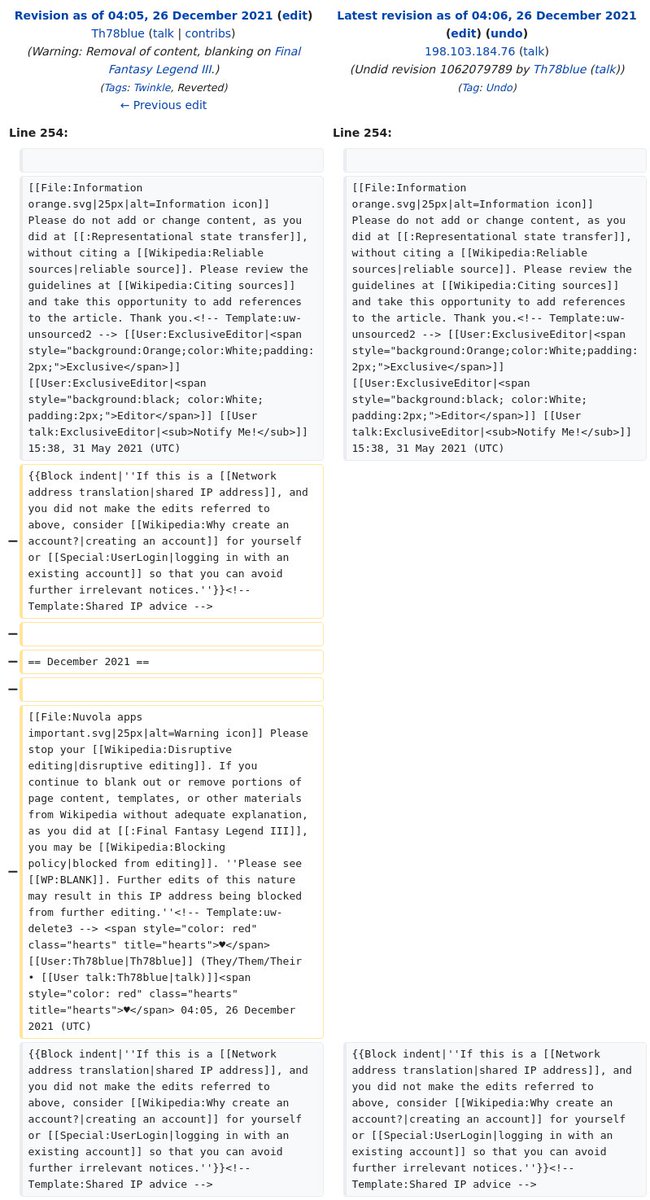 Revision as of 04:05, 26 December 2021 (edit)
Th78blue (talk | contribs)
(Warning: Removal of content, blanking on Final
Fantasy Legend III.)
(Tags: Twinkle, Reverted)
← Previous edit
Latest revision as of 04:06, 26 December 2021
(edit) (undo)
198.103.184.76 (talk)
(Undid revision 1062079789 by Th78blue (talk))
(Tag: Undo)
Line 254:
Line 254:
[[File:Information
orange.svg|25px|alt=Information icon]]
Please do not add or change content, as you
did at [[:Representational state transfer]],
without citing a [[Wikipedia:Reliable
sources|reliable source]]. Please review the
guidelines at [[Wikipedia:Citing sources]]
and take this opportunity to add references
to the article. Thank you.<!-- Template:uw-
unsourced2 --> [[User:ExclusiveEditor|<span
style="background:Orange;color:White;padding:
2px;">Exclusive</span>]]
[[User:ExclusiveEditor|<span
style="background:black; color:White;
padding:2px;">Editor</span>]] [[User
talk:ExclusiveEditor|<sub>Notify Me!</sub>]]
15:38, 31 May 2021 (UTC)
[[File:Information
orange.svg|25px|alt=Information icon]]
Please do not add or change content, as you
did at [[:Representational state transfer]],
without citing a [[Wikipedia:Reliable
sources|reliable source]]. Please review the
guidelines at [[Wikipedia:Citing sources]]
and take this opportunity to add references
to the article. Thank you.<!-- Template:uw-
unsourced2 --> [[User:ExclusiveEditor|<span
style="background:Orange;color:White;padding:
2px;">Exclusive</span>]]
[[User:ExclusiveEditor|<span
style="background:black; color:White;
padding:2px;">Editor</span>]] [[User
talk:ExclusiveEditor|<sub>Notify Me!</sub>]]
15:38, 31 May 2021 (UTC)
{{Block indent|''If this is a [[Network
address translation|shared IP address]], and
you did not make the edits referred to
above, consider [[Wikipedia:Why create an
− account?|creating an account]] for yourself
or [[Special:UserLogin|logging in with an
existing account]] so that you can avoid
further irrelevant notices.''}}<!--
Template:Shared IP advice -->
−
− == December 2021 ==
−
[[File:Nuvola apps
important.svg|25px|alt=Warning icon]] Please
stop your [[Wikipedia:Disruptive
editing|disruptive editing]]. If you
continue to blank out or remove portions of
page content, templates, or other materials
from Wikipedia without adequate explanation,
as you did at [[:Final Fantasy Legend III]],
you may be [[Wikipedia:Blocking
policy|blocked from editing]]. ''Please see
− [[WP:BLANK]]. Further edits of this nature
may result in this IP address being blocked
from further editing.''<!-- Template:uw-
delete3 --> <span style="color: red"
class="hearts" title="hearts">♥</span>
[[User:Th78blue|Th78blue]] (They/Them/Their
• [[User talk:Th78blue|talk)]]<span
style="color: red" class="hearts"
title="hearts">♥</span> 04:05, 26 December
2021 (UTC)
{{Block indent|''If this is a [[Network
address translation|shared IP address]], and
you did not make the edits referred to
above, consider [[Wikipedia:Why create an
account?|creating an account]] for yourself
or [[Special:UserLogin|logging in with an
existing account]] so that you can avoid
further irrelevant notices.''}}<!--
Template:Shared IP advice -->
{{Block indent|''If this is a [[Network
address translation|shared IP address]], and
you did not make the edits referred to
above, consider [[Wikipedia:Why create an
account?|creating an account]] for yourself
or [[Special:UserLogin|logging in with an
existing account]] so that you can avoid
further irrelevant notices.''}}<!--
Template:Shared IP advice -->